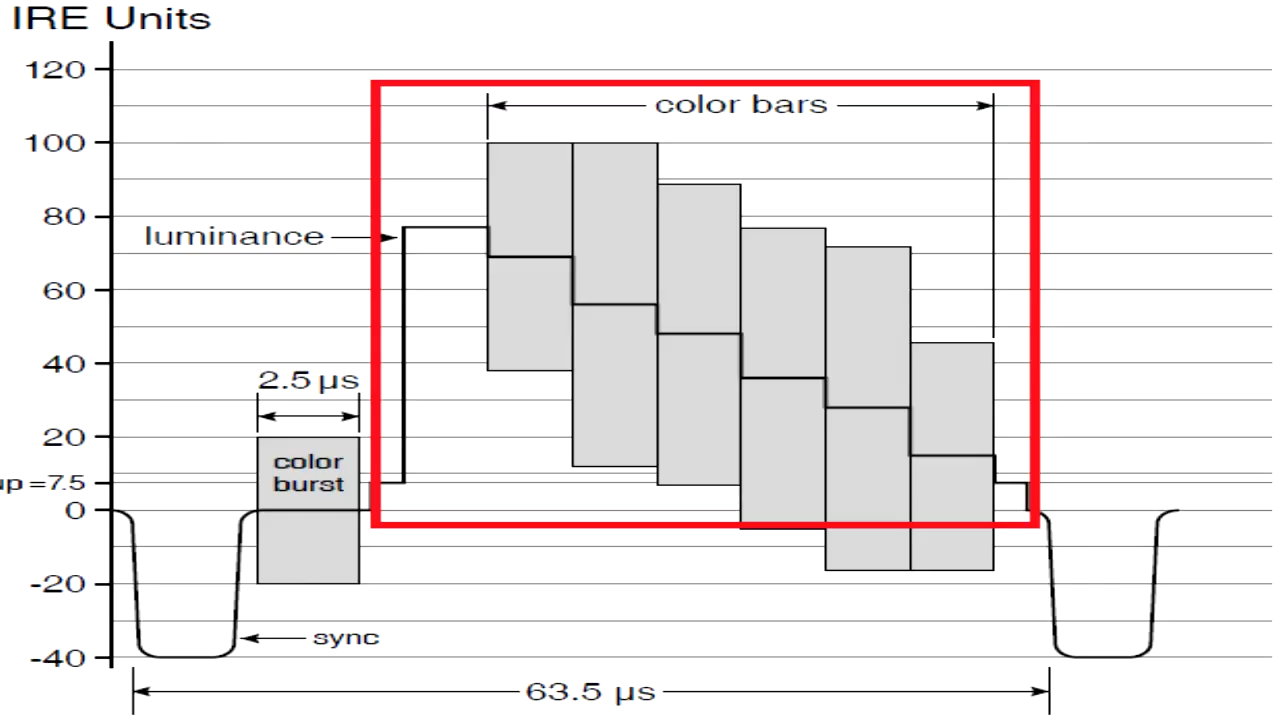 IRE Units
120
color bars
100
80
luminance
60
40
2.5 µs
20
color
burst
up =7.5
0
-20
sync
-40
63.5 µs